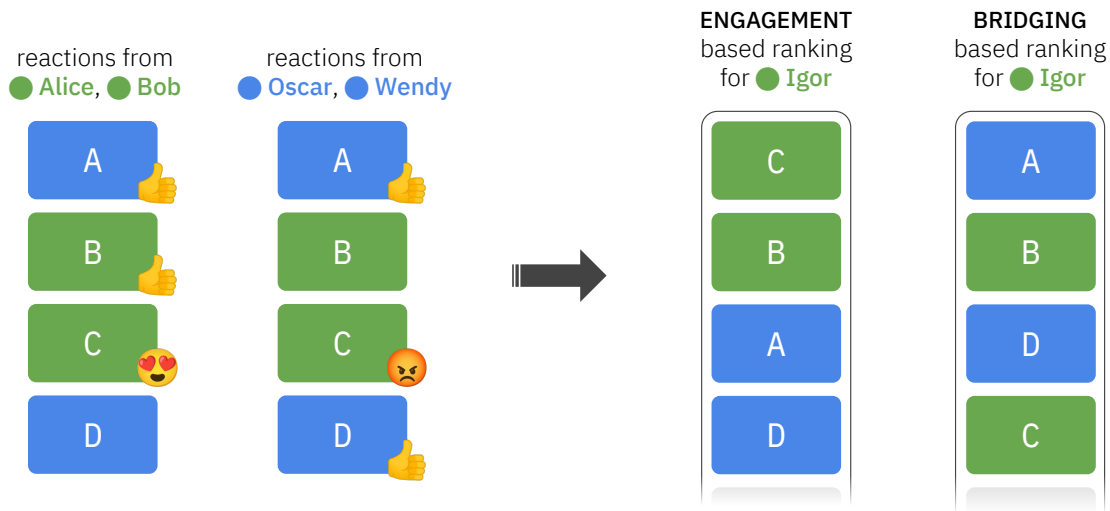 reactions from
Alice, Bob
A
B
C
D
reactions from
Oscar, Wendy
A
B
C
D
ENGAGEMENT
based ranking
for Igor
C
B
A
D
BRIDGING
based ranking
for Igor
A
B
D
C